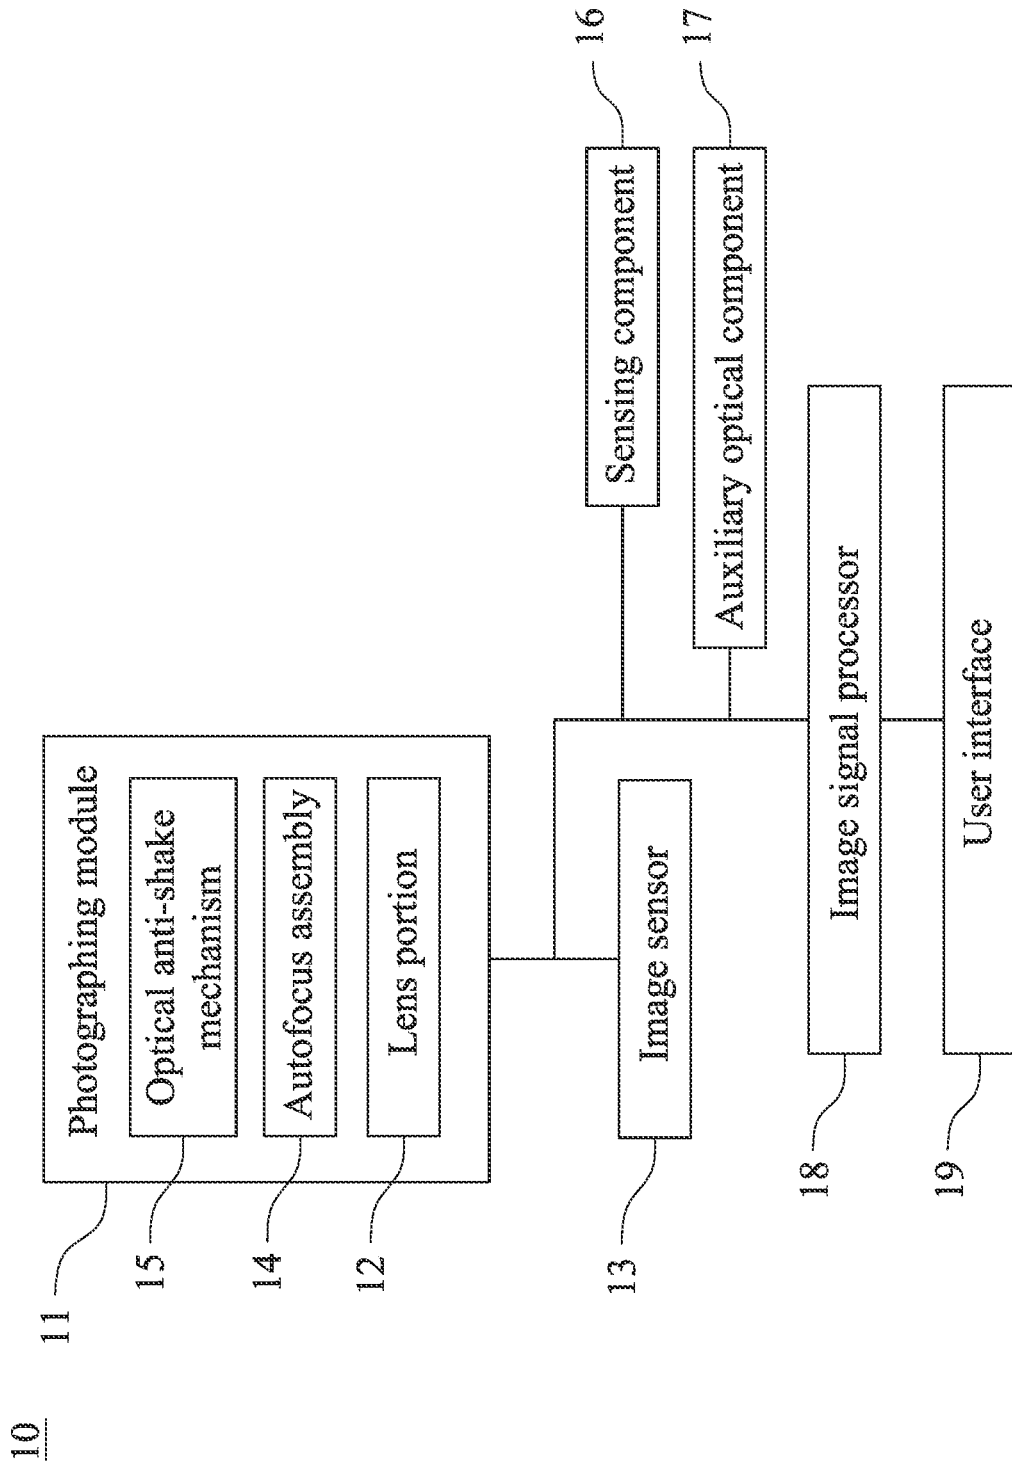 10
11
Photographing module
15
Optical anti-shake
mechanism
14
Autofocus assembly
12
Lens portion
13
Image sensor
16
Sensing component
17
Auxiliary optical component
18
Image signal processor
19
User interface